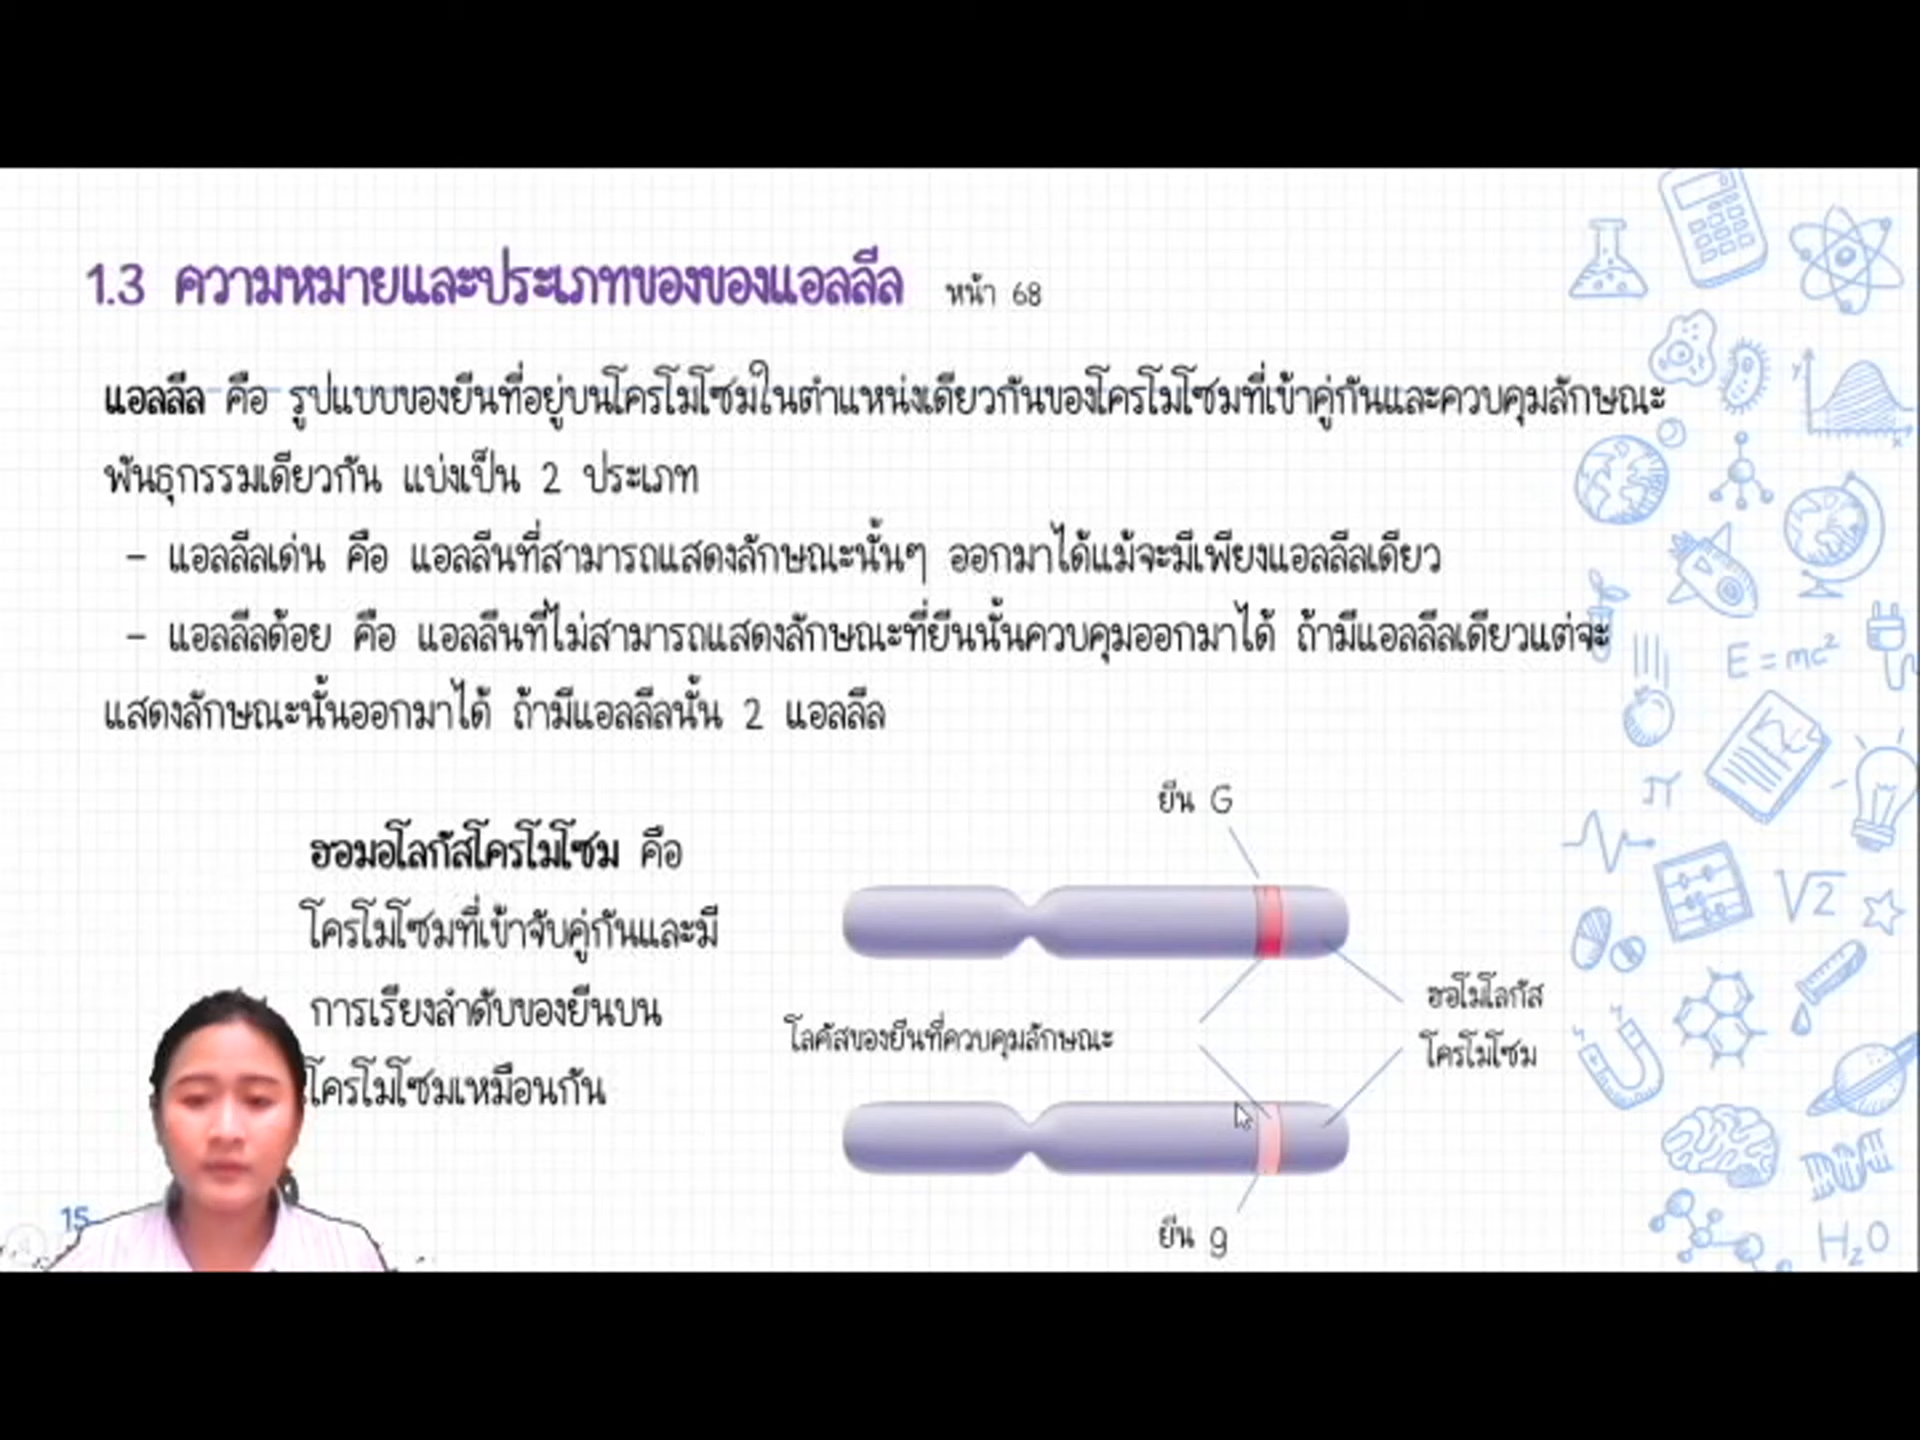 1.3 ความหมายและประเภทของของแอลลีล หน้า 68
แอลลีล คือ รูปแบบของยีนที่อยู่บนโครโมโซมในตำแหน่งเดียวกันของโครโมโซมที่เข้าคู่กันและควบคุมลักษณะ
พันธุกรรมเดียวกัน แบ่งเป็น 2 ประเภท
- แอลลีลเด่น คือ แอลลีนที่สามารถแสดงลักษณะนั้นๆ ออกมาได้แม้จะมีเพียงแอลลีลเดียว
- แอลลีลด้อย คือ แอลลีนที่ไม่สามารถแสดงลักษณะที่ยีนนั้นควบคุมออกมาได้ ถ้ามีแอลลีลเดียวแต่จะ
แสดงลักษณะนั้นออกมาได้ ถ้ามีแอลลีลนั้น 2 แอลลีล
ฮอมอโลกัสโครโมโซม คือ
โครโมโซมที่เข้าจับคู่กันและมี
การเรียงลำดับของยีนบน
โครโมโซมเหมือนกัน
ยีน G
โลคัสของยีนที่ควบคุมลักษณะ
ฮอโมโลกัส
โครโมโซม
ยีน g
15
E = mc²
π
√2
H₂O
y
x